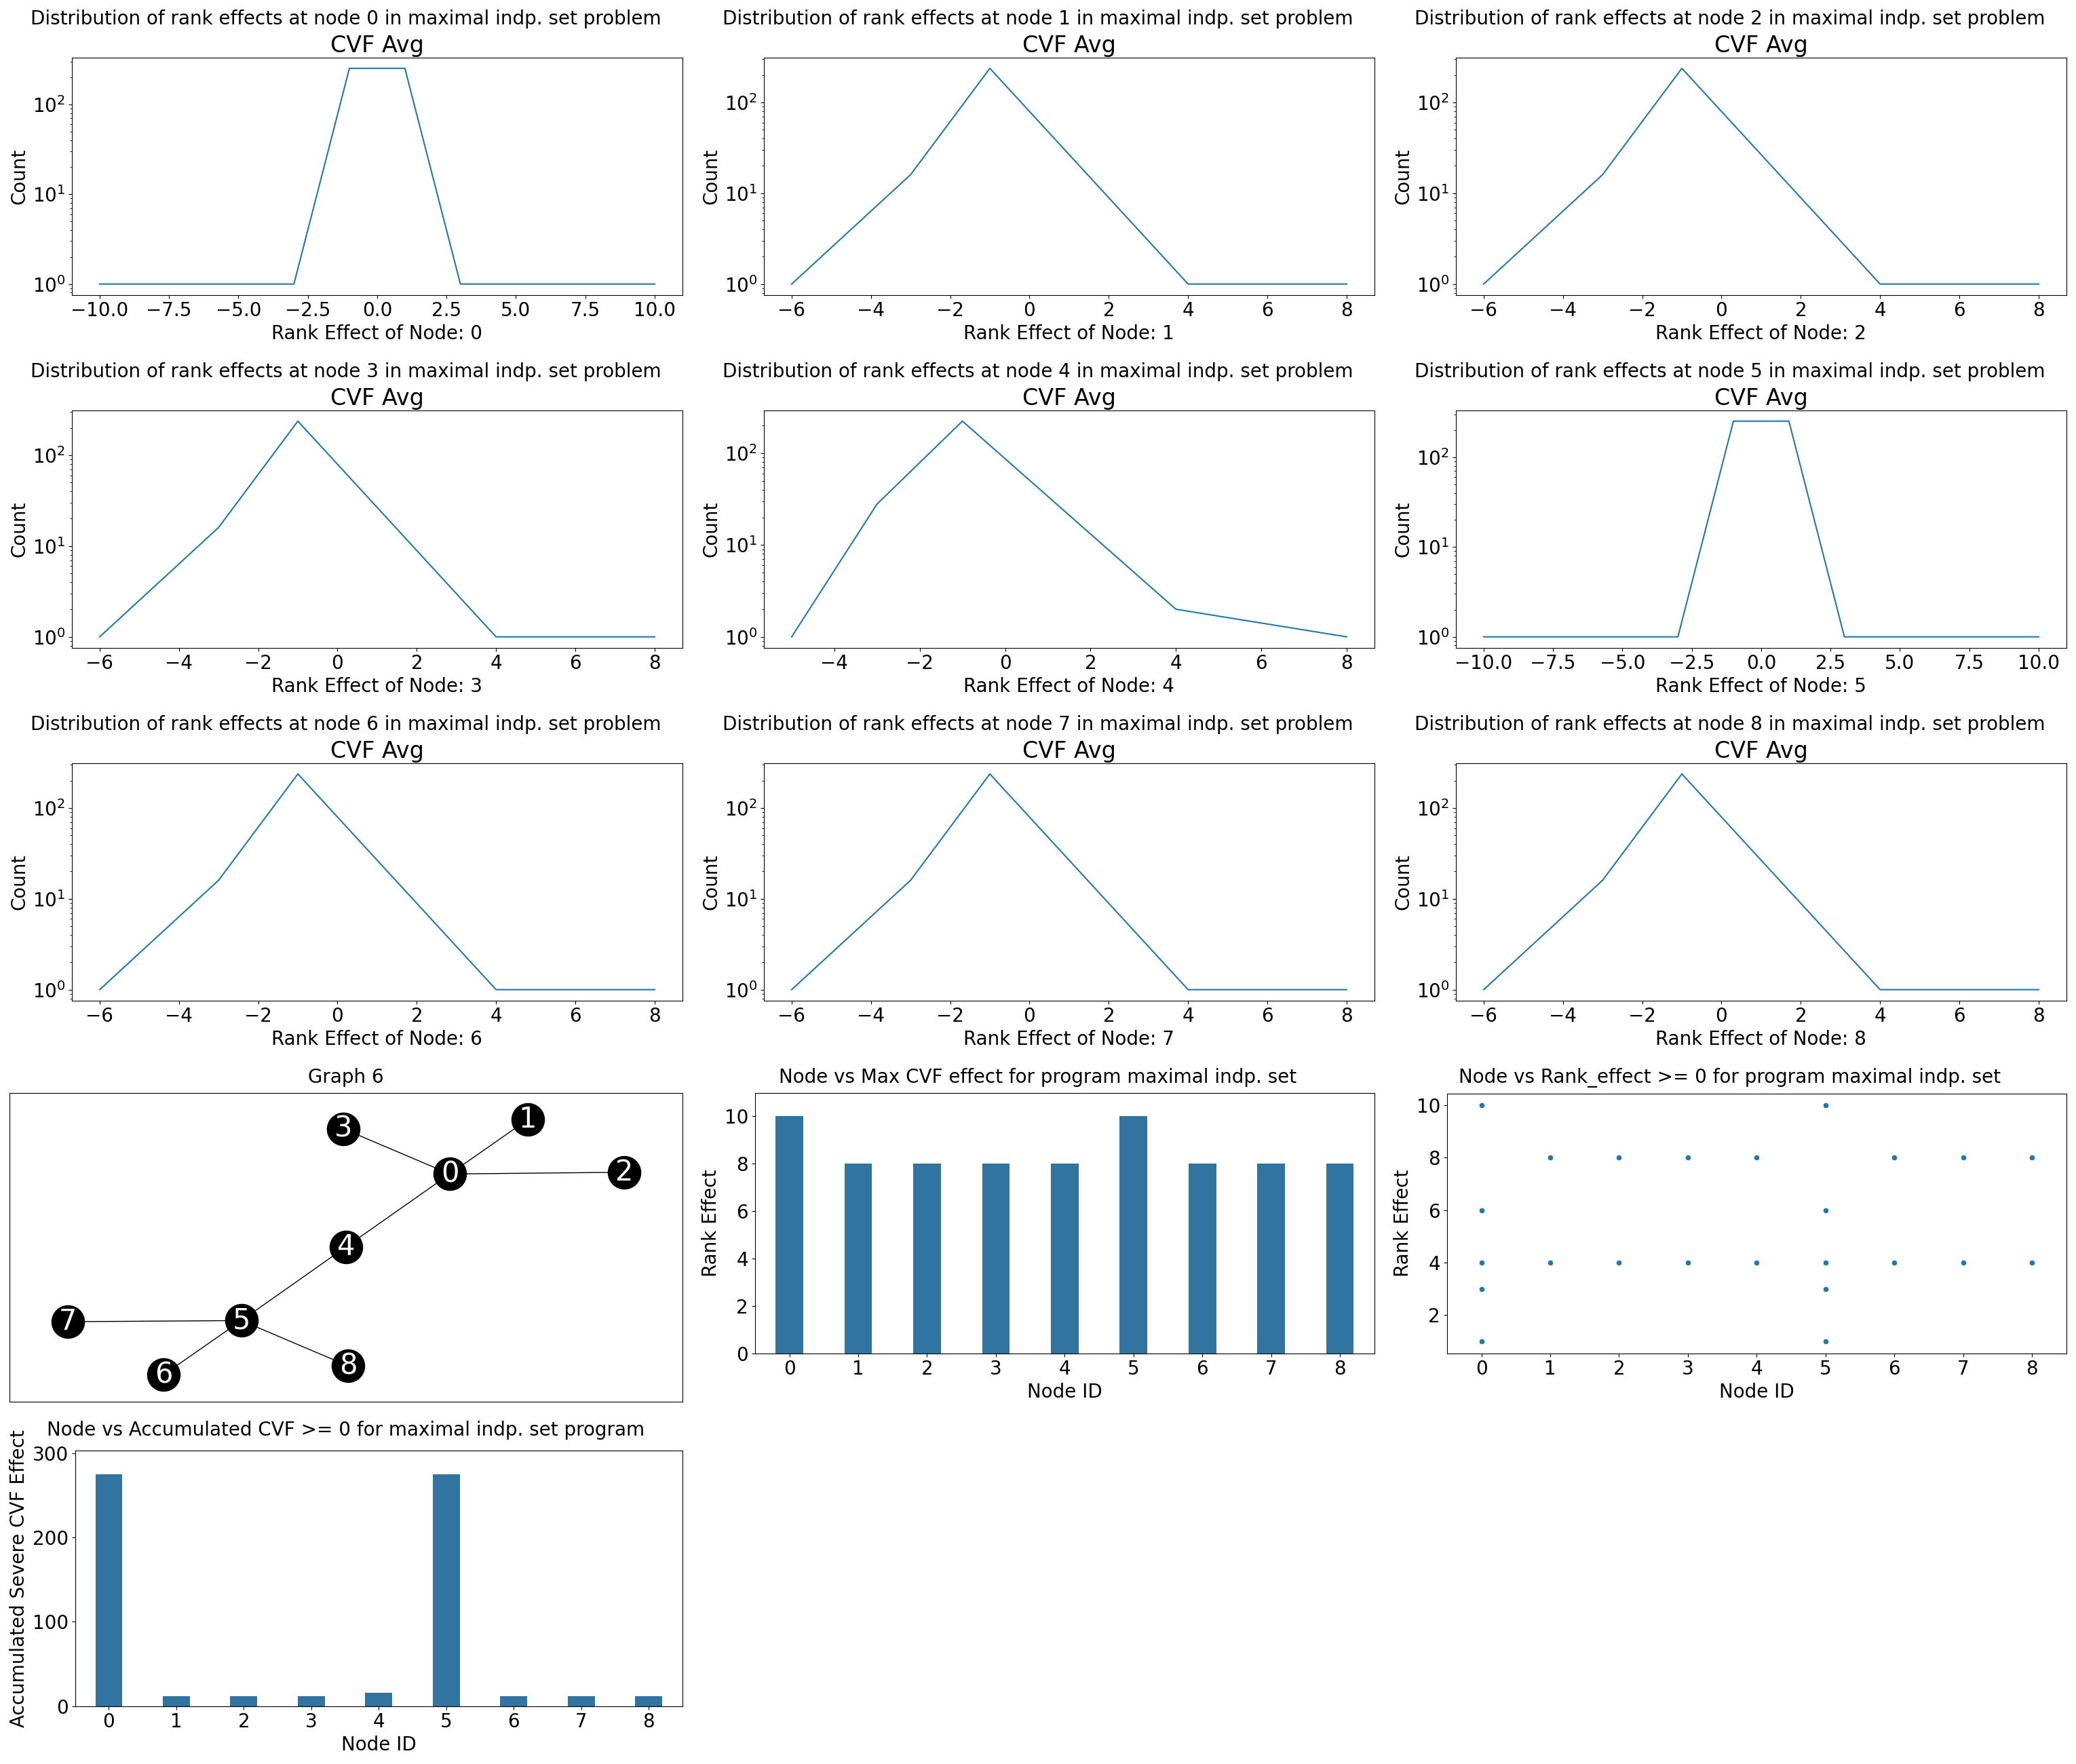 Distribution of rank effects at node 0 in maximal indp. set problem
CVF Avg
Count
10²
10¹
10⁰
−10.0 −7.5 −5.0 −2.5 0.0 2.5 5.0 7.5 10.0
Rank Effect of Node: 0
Distribution of rank effects at node 1 in maximal indp. set problem
CVF Avg
Count
10²
10¹
10⁰
−6 −4 −2 0 2 4 6 8
Rank Effect of Node: 1
Distribution of rank effects at node 2 in maximal indp. set problem
CVF Avg
Count
10²
10¹
10⁰
−6 −4 −2 0 2 4 6 8
Rank Effect of Node: 2
Distribution of rank effects at node 3 in maximal indp. set problem
CVF Avg
Count
10²
10¹
10⁰
−6 −4 −2 0 2 4 6 8
Rank Effect of Node: 3
Distribution of rank effects at node 4 in maximal indp. set problem
CVF Avg
Count
10²
10¹
10⁰
−4 −2 0 2 4 6 8
Rank Effect of Node: 4
Distribution of rank effects at node 5 in maximal indp. set problem
CVF Avg
Count
10²
10¹
10⁰
−10.0 −7.5 −5.0 −2.5 0.0 2.5 5.0 7.5 10.0
Rank Effect of Node: 5
Distribution of rank effects at node 6 in maximal indp. set problem
CVF Avg
Count
10²
10¹
10⁰
−6 −4 −2 0 2 4 6 8
Rank Effect of Node: 6
Distribution of rank effects at node 7 in maximal indp. set problem
CVF Avg
Count
10²
10¹
10⁰
−6 −4 −2 0 2 4 6 8
Rank Effect of Node: 7
Distribution of rank effects at node 8 in maximal indp. set problem
CVF Avg
Count
10²
10¹
10⁰
−6 −4 −2 0 2 4 6 8
Rank Effect of Node: 8
Graph 6
1
3
0
2
4
5
7
8
6
Node vs Max CVF effect for program maximal indp. set
Rank Effect
10
8
6
4
2
0
0 1 2 3 4 5 6 7 8
Node ID
Node vs Rank_effect >= 0 for program maximal indp. set
Rank Effect
10
8
6
4
2
0 1 2 3 4 5 6 7 8
Node ID
Node vs Accumulated CVF >= 0 for maximal indp. set program
Accumulated Severe CVF Effect
300
200
100
0
0 1 2 3 4 5 6 7 8
Node ID